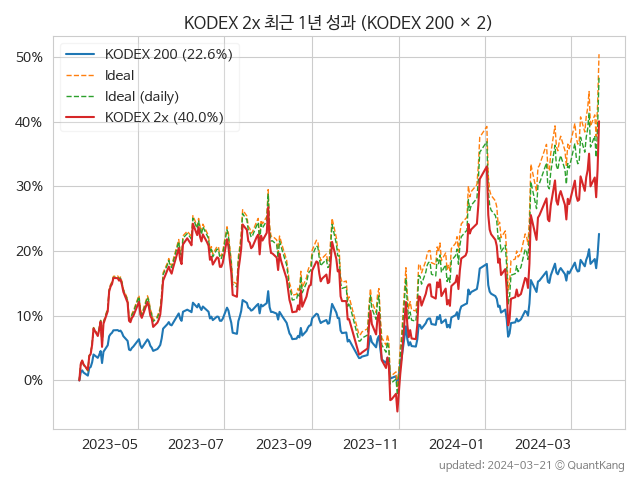 KODEX 2x 최근 1년 성과 (KODEX 200 × 2)
KODEX 200 (22.6%)
Ideal
Ideal (daily)
KODEX 2x (40.0%)
50%
40%
30%
20%
10%
0%
2023-05 2023-07 2023-09 2023-11 2024-01 2024-03
updated: 2024-03-21 © QuantKang